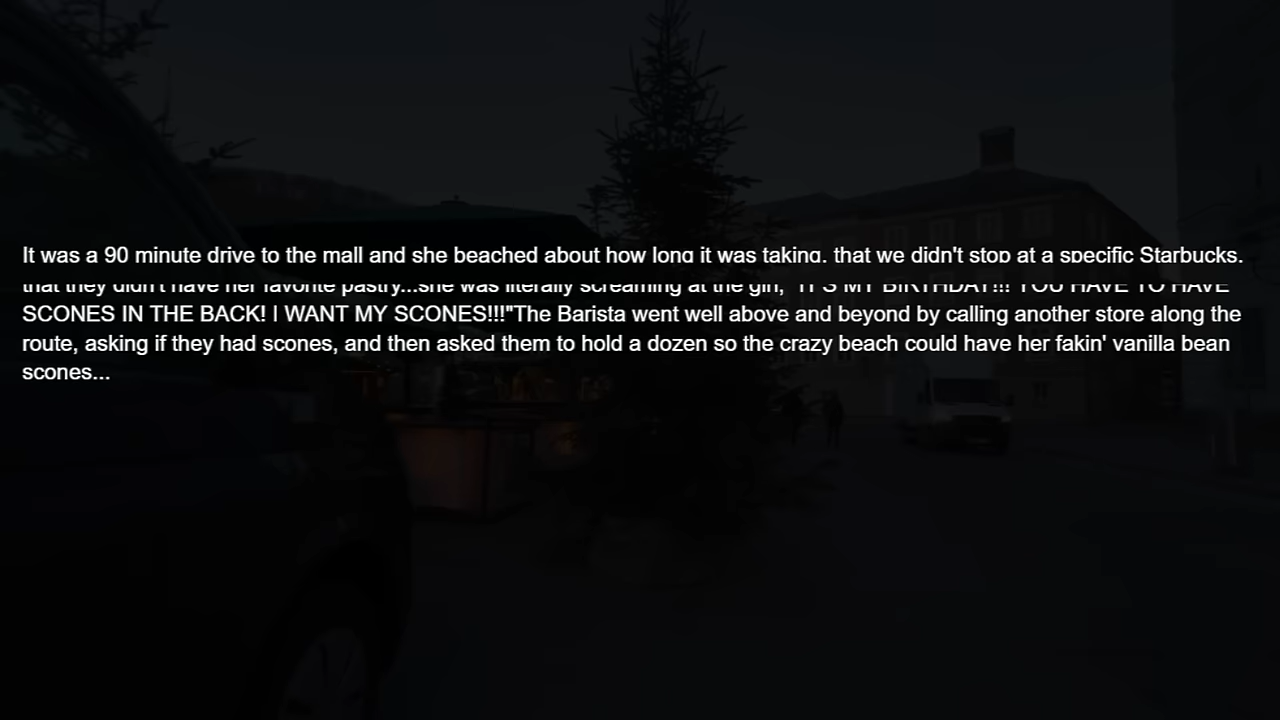 It was a 90 minute drive to the mall and she beached about how long it was taking, that we didn't stop at a specific Starbucks,
that they didn't have her favorite pastry...she was literally screaming at the girl, "IT'S MY BIRTHDAY!!! YOU HAVE TO HAVE
SCONES IN THE BACK! I WANT MY SCONES!!!"The Barista went well above and beyond by calling another store along the
route, asking if they had scones, and then asked them to hold a dozen so the crazy beach could have her fakin' vanilla bean
scones...